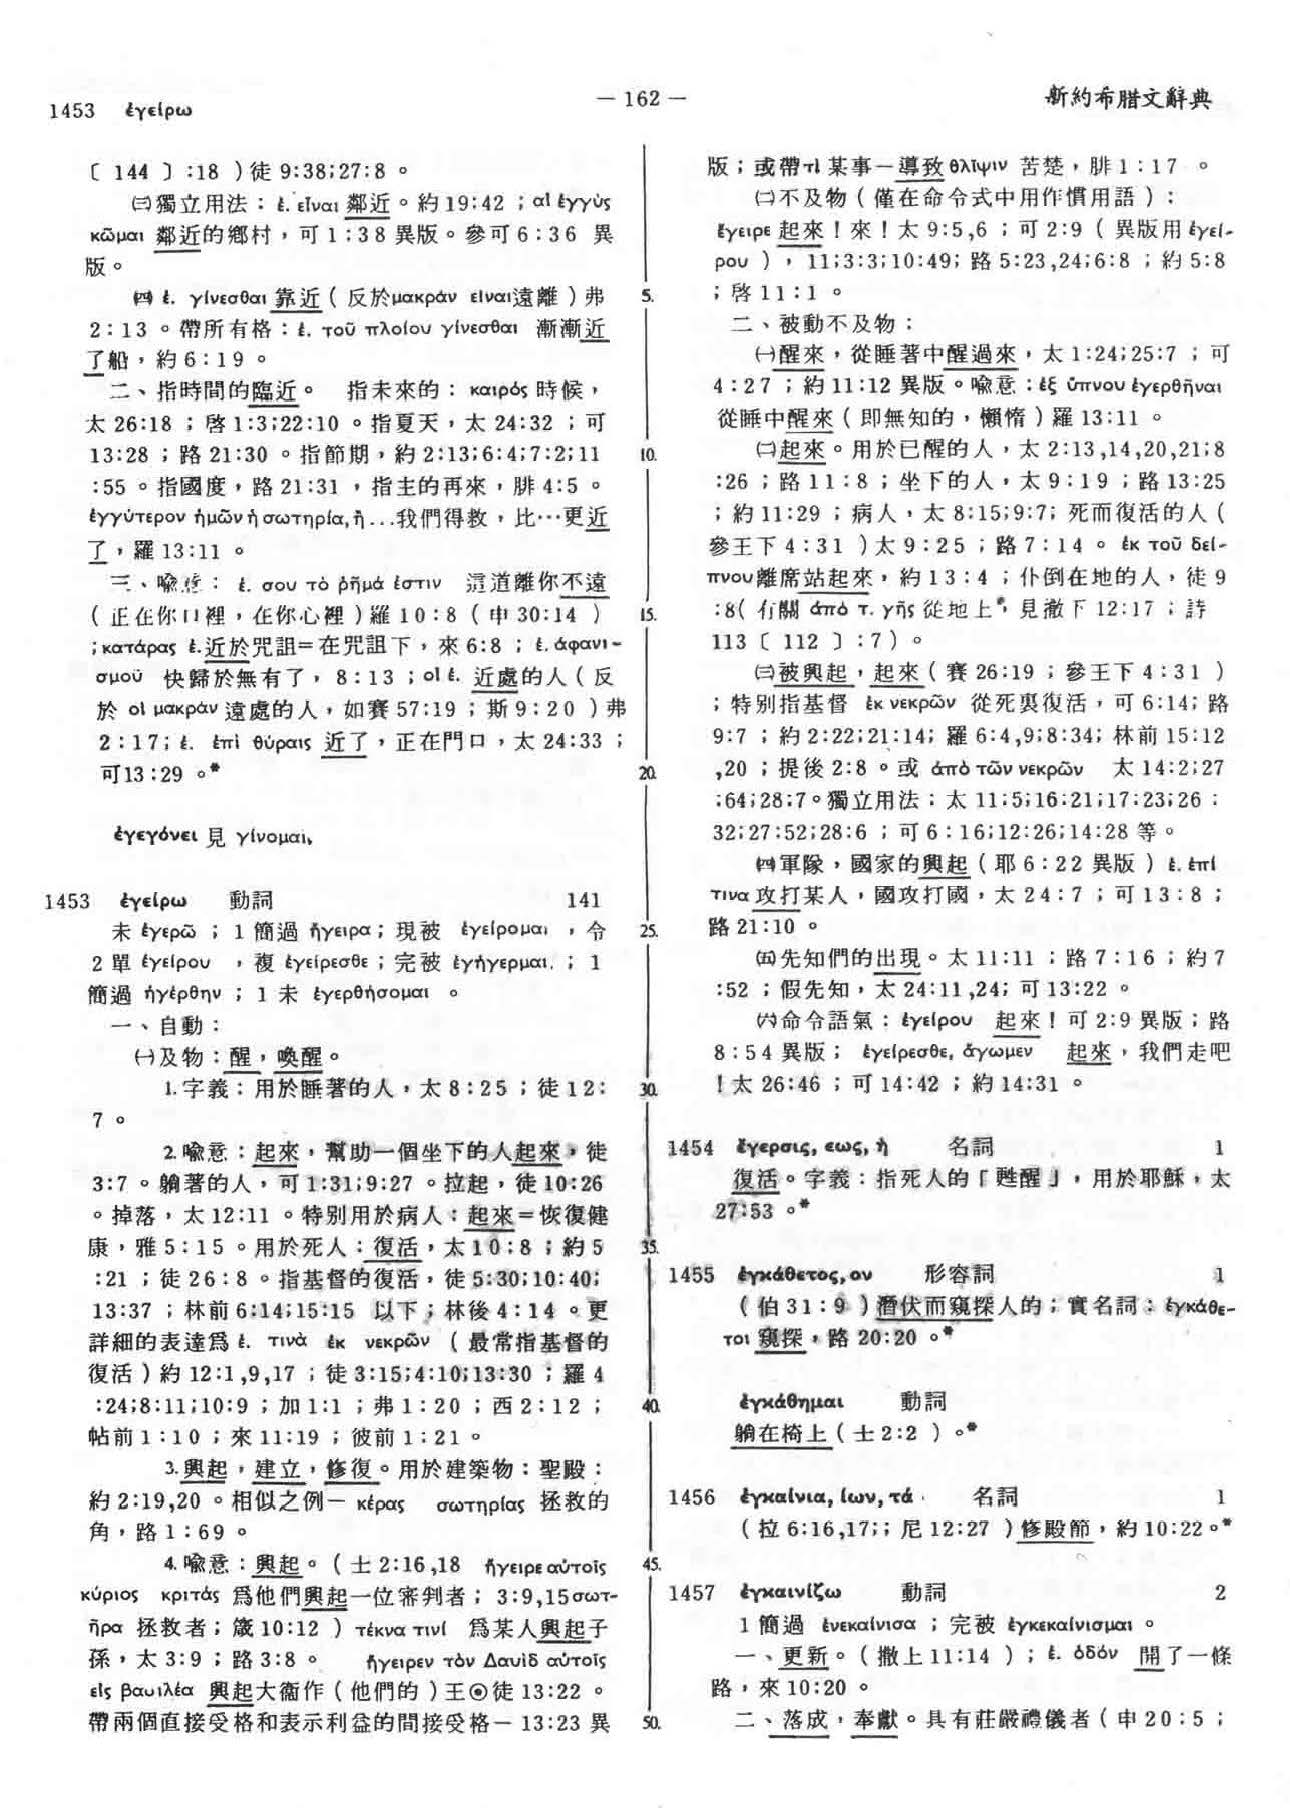 1453 ἐγείρω
— 162 —
新約希腊文辭典
〔 144 〕:18 )徒 9:38;27:8 。
㈢獨立用法：ἐ. εἶναι 鄰近。約19:42 ；αἱ ἐγγὺς
κῶμαι 鄰近的鄉村，可 1:38 異版。參可 6:36 異
版。
㈣ ἐ. γίνεσθαι 靠近 ( 反於μακρὰν εἶναι遠離 ) 弗
2:13 。帶所有格：ἐ. τοῦ πλοίου γίνεσθαι 漸漸近
了船，約 6:19 。
二、指時間的臨近。 指未來的：καιρός 時候，
太 26:18 ；啓 1:3;22:10 。指夏天，太 24:32 ；可
13:28 ；路 21:30 。指節期，約 2:13;6:4;7:2;11
:55 。指國度，路 21:31 ，指主的再來，腓 4:5 。
ἐγγύτερον ἡμῶν ἡ σωτηρία, ἢ ...我們得救，比…更近
了，羅 13:11 。
三、喩意：ἐ. σου τὸ ῥῆμά ἐστιν 這道離你不遠
( 正在你口裡，在你心裡 ) 羅 10:8 ( 申 30:14 )
；κατάρας ἐ. 近於咒詛=在咒詛下，來 6:8 ；ἐ. ἀφανι-
σμοῦ 快歸於無有了，8:13 ；οἱ ἐ. 近處的人 ( 反
於 οἱ μακρὰν 遠處的人，如賽 57:19 ；斯 9:20 ) 弗
2:17; ἐ. ἐπὶ θύραις 近了，正在門口，太 24:33 ；
可13:29 。*
ἐγεγόνει 見 γίνομαι.
1453 ἐγείρω 動詞 141
未 ἐγερῶ ；1 簡過 ἤγειρα；現被 ἐγείρομαι ，令
2 單 ἐγείρου ，複 ἐγείρεσθε；完被 ἐγήγερμαι. ；1
簡過 ἠγέρθην ；1 未 ἐγερθήσομαι 。
一、自動：
㈠及物：醒，喚醒。
1.字義：用於睡著的人，太 8:25 ；徒 12:
7 。
2.喩意：起來，幫助一個坐下的人起來，徒
3:7 。躺著的人，可 1:31;9:27 。拉起，徒 10:26
。掉落，太 12:11 。特別用於病人：起來＝恢復健
康，雅 5:15 。用於死人：復活，太 10:8 ；約 5
:21 ；徒 26:8 。指基督的復活，徒 5:30;10:40;
13:37 ；林前 6:14;15:15 以下；林後 4:14 。更
詳細的表達爲 ἐ. τινὰ ἐκ νεκρῶν ( 最常指基督的
復活 ) 約 12:1,9,17 ；徒 3:15;4:10;13:30 ；羅 4
:24;8:11;10:9 ；加 1:1 ；弗 1:20 ；西 2:12 ；
帖前 1:10 ；來 11:19 ；彼前 1:21 。
3.興起，建立，修復。用於建築物：聖殿：
約 2:19,20 。相似之例— κέρας σωτηρίας 拯救的
角，路 1:69 。
4.喩意：興起。( 士 2:16,18 ἤγειρε αὐτοῖς
κύριος κριτάς 爲他們興起一位審判者；3:9,15 σωτ-
ῆρα 拯救者；箴 10:12 ) τέκνα τινί 爲某人興起子
孫，太 3:9 ；路 3:8 。 ἤγειρεν τὸν Δαυὶδ αὐτοῖς
εἰς βασιλέα 興起大衞作 ( 他們的 ) 王⊙徒 13:22 。
帶兩個直接受格和表示利益的間接受格— 13:23 異
5.
10.
15.
20.
25.
30.
35.
40.
45.
50.
版；或帶τὶ 某事—導致 θλῖψιν 苦楚，腓 1:17 。
㈡不及物 ( 僅在命令式中用作慣用語 )：
ἔγειρε 起來！來！太 9:5,6 ；可 2:9 ( 異版用 ἐγεί-
ρου )，11;3:3;10:49; 路 5:23,24;6:8 ；約 5:8
；啓 11:1 。
二、被動不及物：
㈠醒來，從睡著中醒過來，太 1:24;25:7 ；可
4:27 ；約 11:12 異版。喩意：ἐξ ὕπνου ἐγερθῆναι
從睡中醒來 ( 即無知的，懶惰 ) 羅 13:11 。
㈡起來。用於已醒的人，太 2:13,14,20,21;8
:26 ；路 11:8 ；坐下的人，太 9:19 ；路 13:25
；約 11:29 ；病人，太 8:15;9:7; 死而復活的人 (
參王下 4:31 ) 太 9:25 ；路 7:14 。ἐκ τοῦ δεί-
πνου離席站起來，約 13:4 ；仆倒在地的人，徒 9
:8( 有關 ἀπό τ. γῆς 從地上，見撒下 12:17 ；詩
113 〔 112 〕:7 )。
㈢被興起，起來 ( 賽 26:19 ；參王下 4:31 )
；特別指基督 ἐκ νεκρῶν 從死裏復活，可 6:14; 路
9:7 ；約 2:22;21:14; 羅 6:4,9;8:34; 林前 15:12
,20 ；提後 2:8 。或 ἀπὸ τῶν νεκρῶν 太 14:2;27
:64;28:7。獨立用法：太 11:5;16:21;17:23;26:
32;27:52;28:6 ；可 6:16;12:26;14:28 等。
㈣軍隊，國家的興起 ( 耶 6:22 異版 ) ἐ. ἐπί
τινα 攻打某人，國攻打國，太 24:7 ；可 13:8 ；
路 21:10 。
㈤先知們的出現。太 11:11 ；路 7:16 ；約 7
:52 ；假先知，太 24:11,24; 可 13:22 。
㈥命令語氣：ἐγείρου 起來！可 2:9 異版；路
8:54 異版；ἐγείρεσθε, ἄγωμεν 起來，我們走吧
！太 26:46 ；可 14:42 ；約 14:31 。
1454 ἔγερσις, εως, ἡ 名詞 1
復活。字義：指死人的「甦醒」，用於耶穌，太
27:53 。*
1455 ἐγκάθετος, ον 形容詞 1
( 伯 31:9 ) 潛伏而窺探人的；實名詞：ἐγκάθε-
τοι 窺探，路 20:20 。*
ἐγκάθημαι 動詞
躺在椅上 ( 士 2:2 ) 。*
1456 ἐγκαίνια, ίων, τά 名詞 1
( 拉 6:16,17;; 尼 12:27 ) 修殿節，約 10:22。*
1457 ἐγκαινίζω 動詞 2
1 簡過 ἐνεκαίνισα ；完被 ἐγκεκαίνισμαι 。
一、更新。( 撒上 11:14 )；ἐ. ὁδόν 開了一條
路，來 10:20 。
二、落成，奉獻。具有莊嚴禮儀者 ( 申 20:5 ；